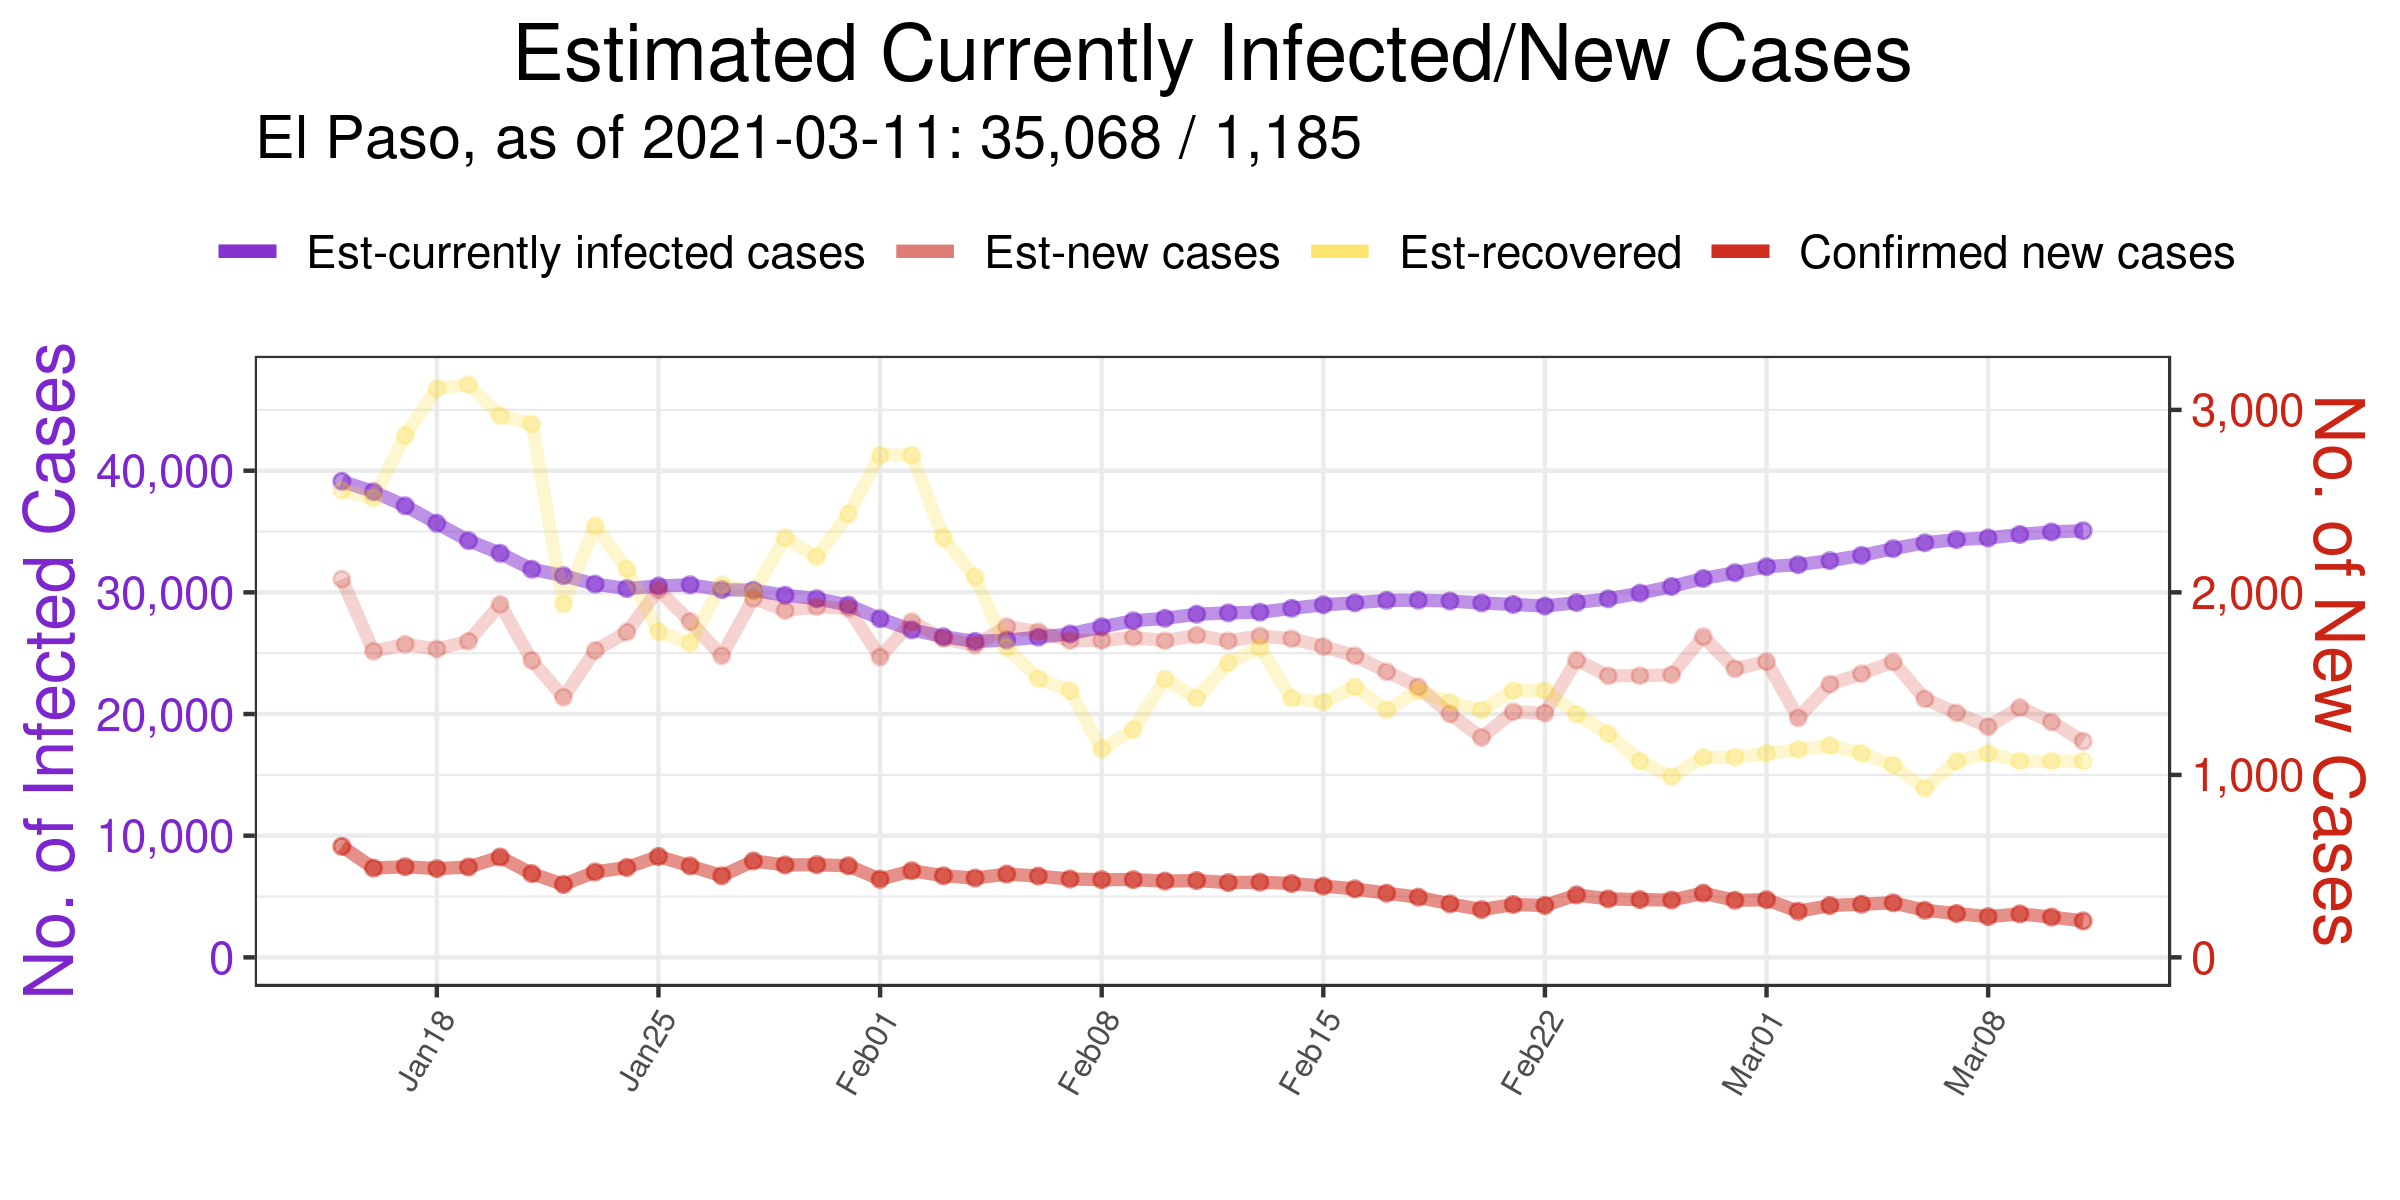 Estimated Currently Infected/New Cases
El Paso, as of 2021-03-11: 35,068 / 1,185
Est-currently infected cases Est-new cases Est-recovered Confirmed new cases
No. of Infected Cases
40,000
30,000
20,000
10,000
0
3,000
2,000
1,000
0
No. of New Cases
Jan18 Jan25 Feb01 Feb08 Feb15 Feb22 Mar01 Mar08